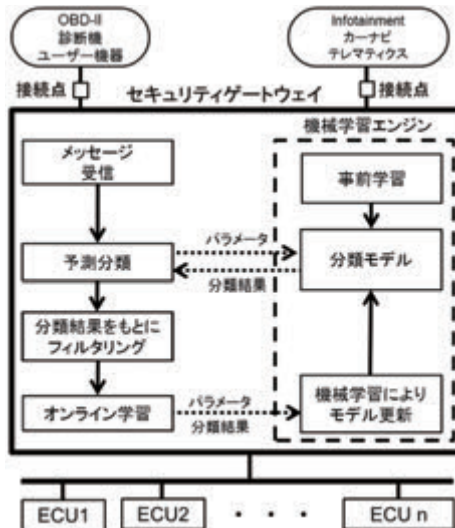 OBD-II
診断機
ユーザー機器
Infotainment
カーナビ
テレマティクス
接続点
セキュリティゲートウェイ
接続点
機械学習エンジン
メッセージ
受信
事前学習
予測分類
パラメータ
分類結果
分類モデル
分類結果をもとに
フィルタリング
オンライン学習
パラメータ
分類結果
機械学習により
モデル更新
ECU1
ECU2
・・・
ECU n